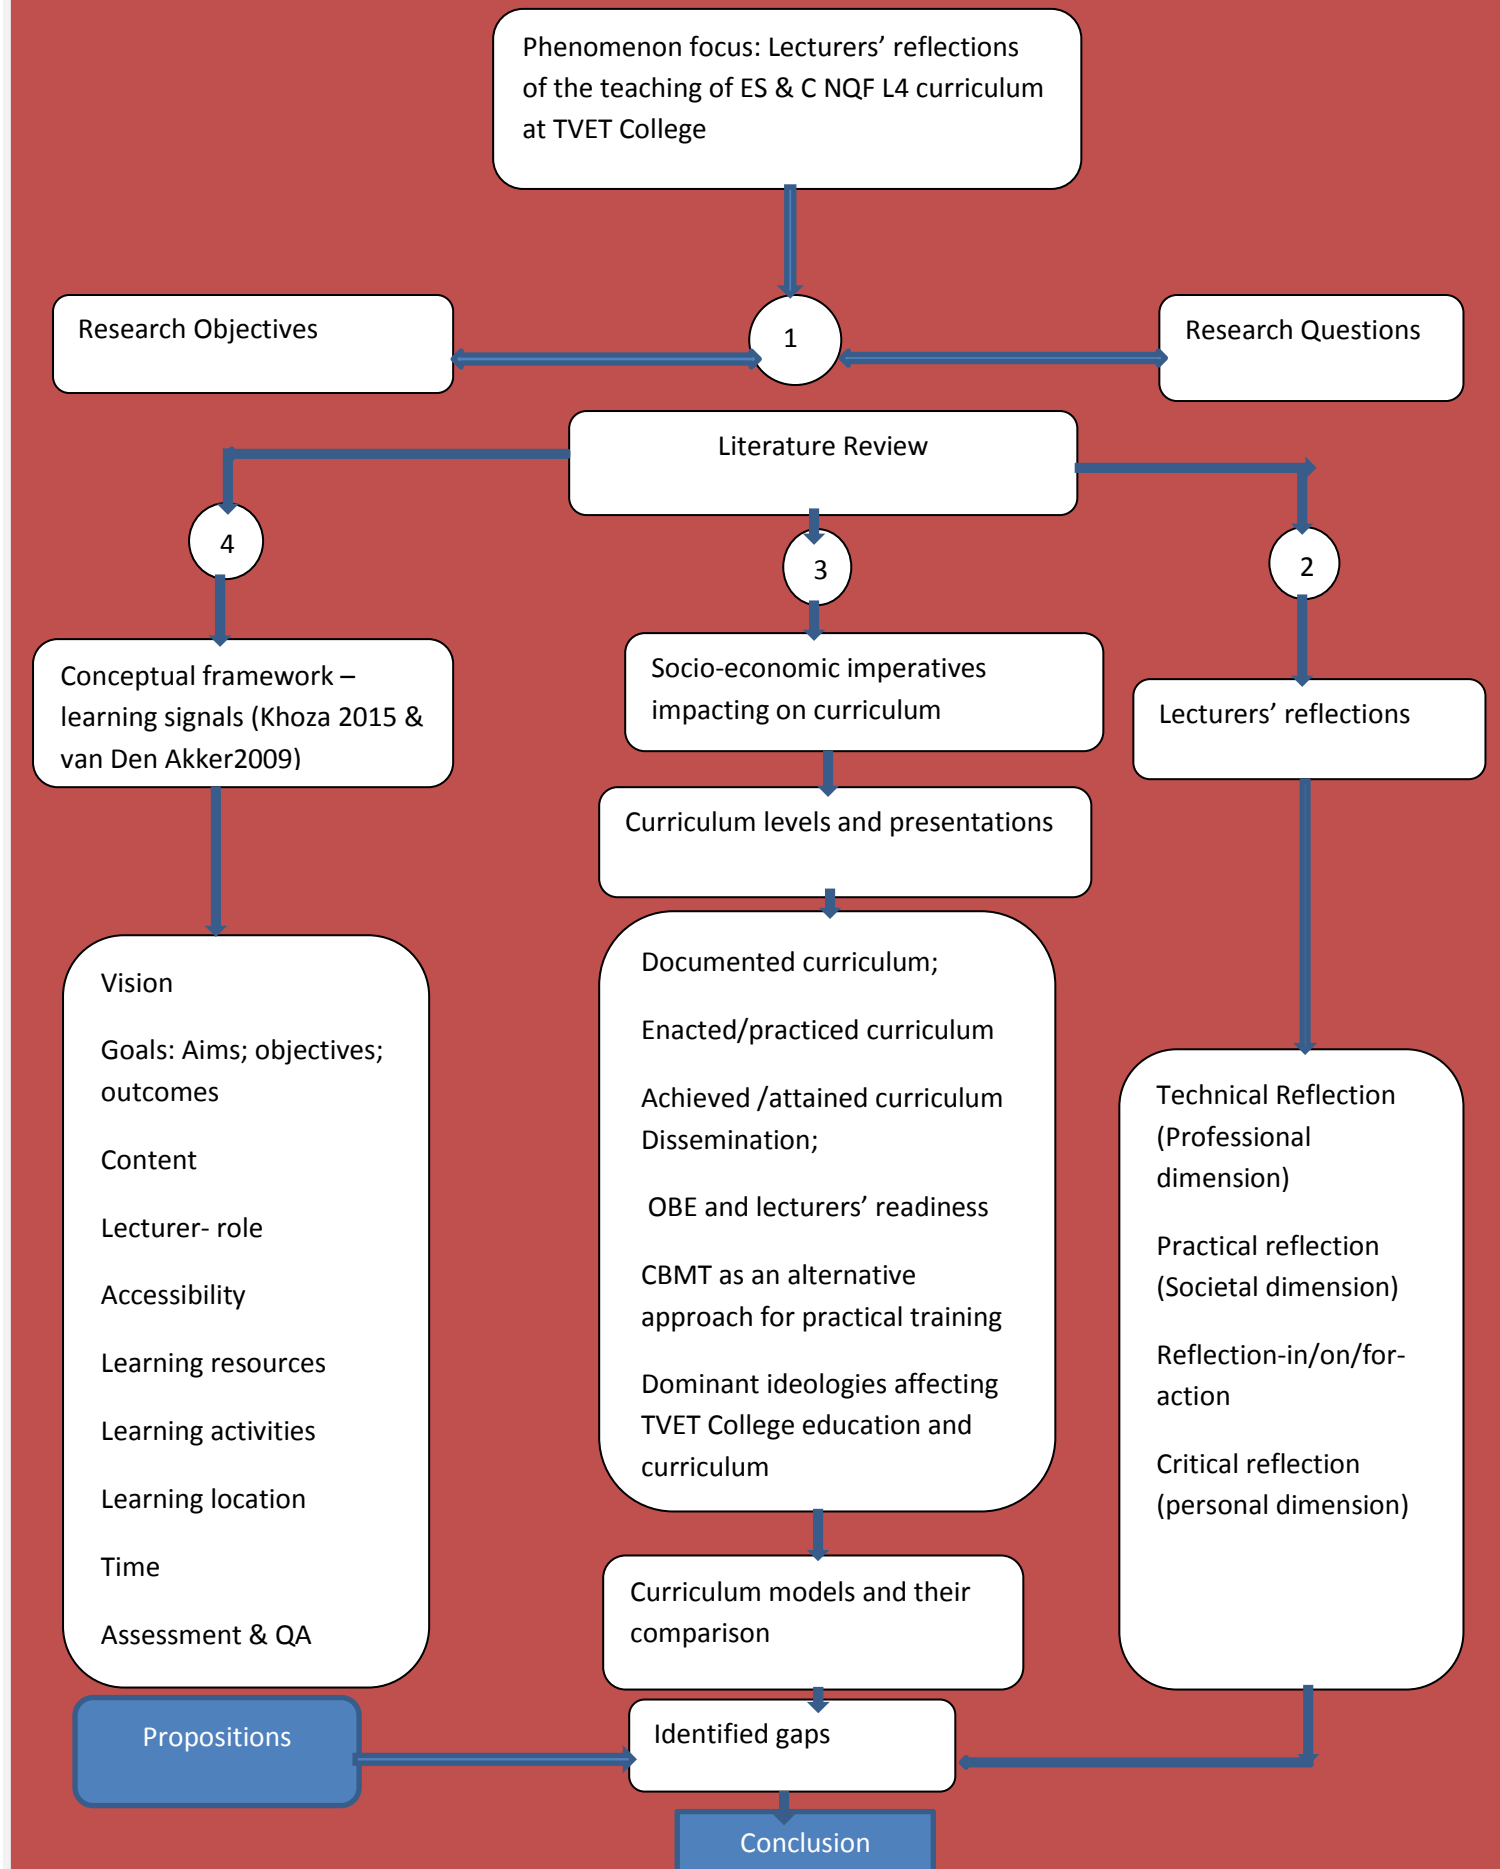 Phenomenon focus: Lecturers’ reflections
of the teaching of ES & C NQF L4 curriculum
at TVET College
Research Objectives
1
Research Questions
Literature Review
4
3
2
Conceptual framework –
learning signals (Khoza 2015 &
van Den Akker2009)
Socio-economic imperatives
impacting on curriculum
Lecturers’ reflections
Curriculum levels and presentations
Vision
Goals: Aims; objectives;
outcomes
Content
Lecturer- role
Accessibility
Learning resources
Learning activities
Learning location
Time
Assessment & QA
Documented curriculum;
Enacted/practiced curriculum
Achieved /attained curriculum
Dissemination;
OBE and lecturers’ readiness
CBMT as an alternative
approach for practical training
Dominant ideologies affecting
TVET College education and
curriculum
Technical Reflection
(Professional
dimension)
Practical reflection
(Societal dimension)
Reflection-in/on/for-
action
Critical reflection
(personal dimension)
Curriculum models and their
comparison
Propositions
Identified gaps
Conclusion